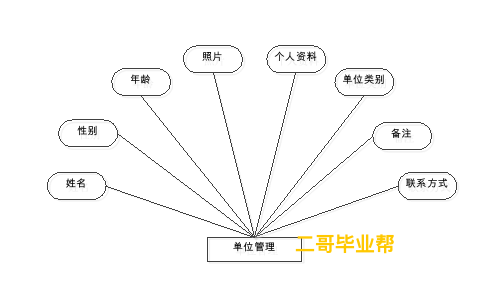 照片
个人资料
年龄
单位类别
性别
备注
姓名
联系方式
单位管理
二哥毕业帮